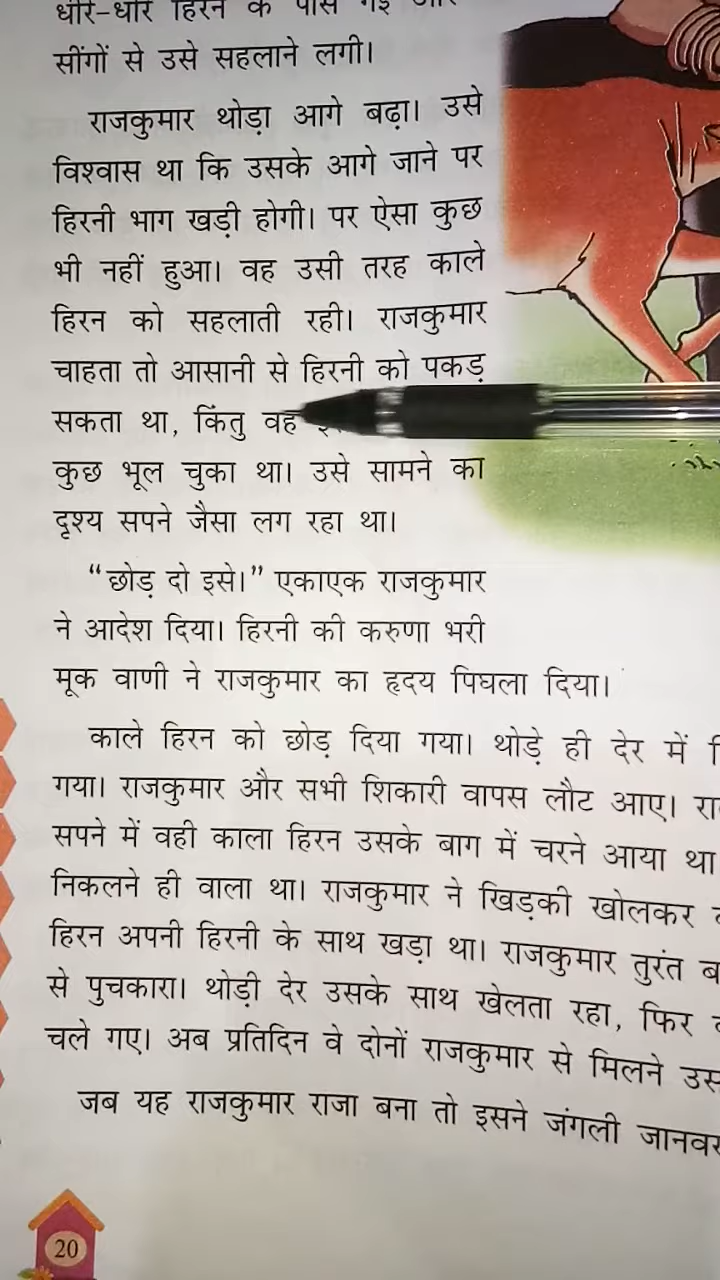 धीरे-धीरे हिरन के पास गई और
सींगों से उसे सहलाने लगी।
राजकुमार थोड़ा आगे बढ़ा। उसे
विश्वास था कि उसके आगे जाने पर
हिरनी भाग खड़ी होगी। पर ऐसा कुछ
भी नहीं हुआ। वह उसी तरह काले
हिरन को सहलाती रही। राजकुमार
चाहता तो आसानी से हिरनी को पकड़
सकता था, किंतु वह
कुछ भूल चुका था। उसे सामने का
दृश्य सपने जैसा लग रहा था।
“छोड़ दो इसे।” एकाएक राजकुमार
ने आदेश दिया। हिरनी की करुणा भरी
मूक वाणी ने राजकुमार का हृदय पिघला दिया।
काले हिरन को छोड़ दिया गया। थोड़े ही देर में
गया। राजकुमार और सभी शिकारी वापस लौट आए।
सपने में वही काला हिरन उसके बाग में चरने आया था
निकलने ही वाला था। राजकुमार ने खिड़की खोलकर
हिरन अपनी हिरनी के साथ खड़ा था। राजकुमार तुरंत
से पुचकारा। थोड़ी देर उसके साथ खेलता रहा, फिर
चले गए। अब प्रतिदिन वे दोनों राजकुमार से मिलने
जब यह राजकुमार राजा बना तो इसने जंगली
20